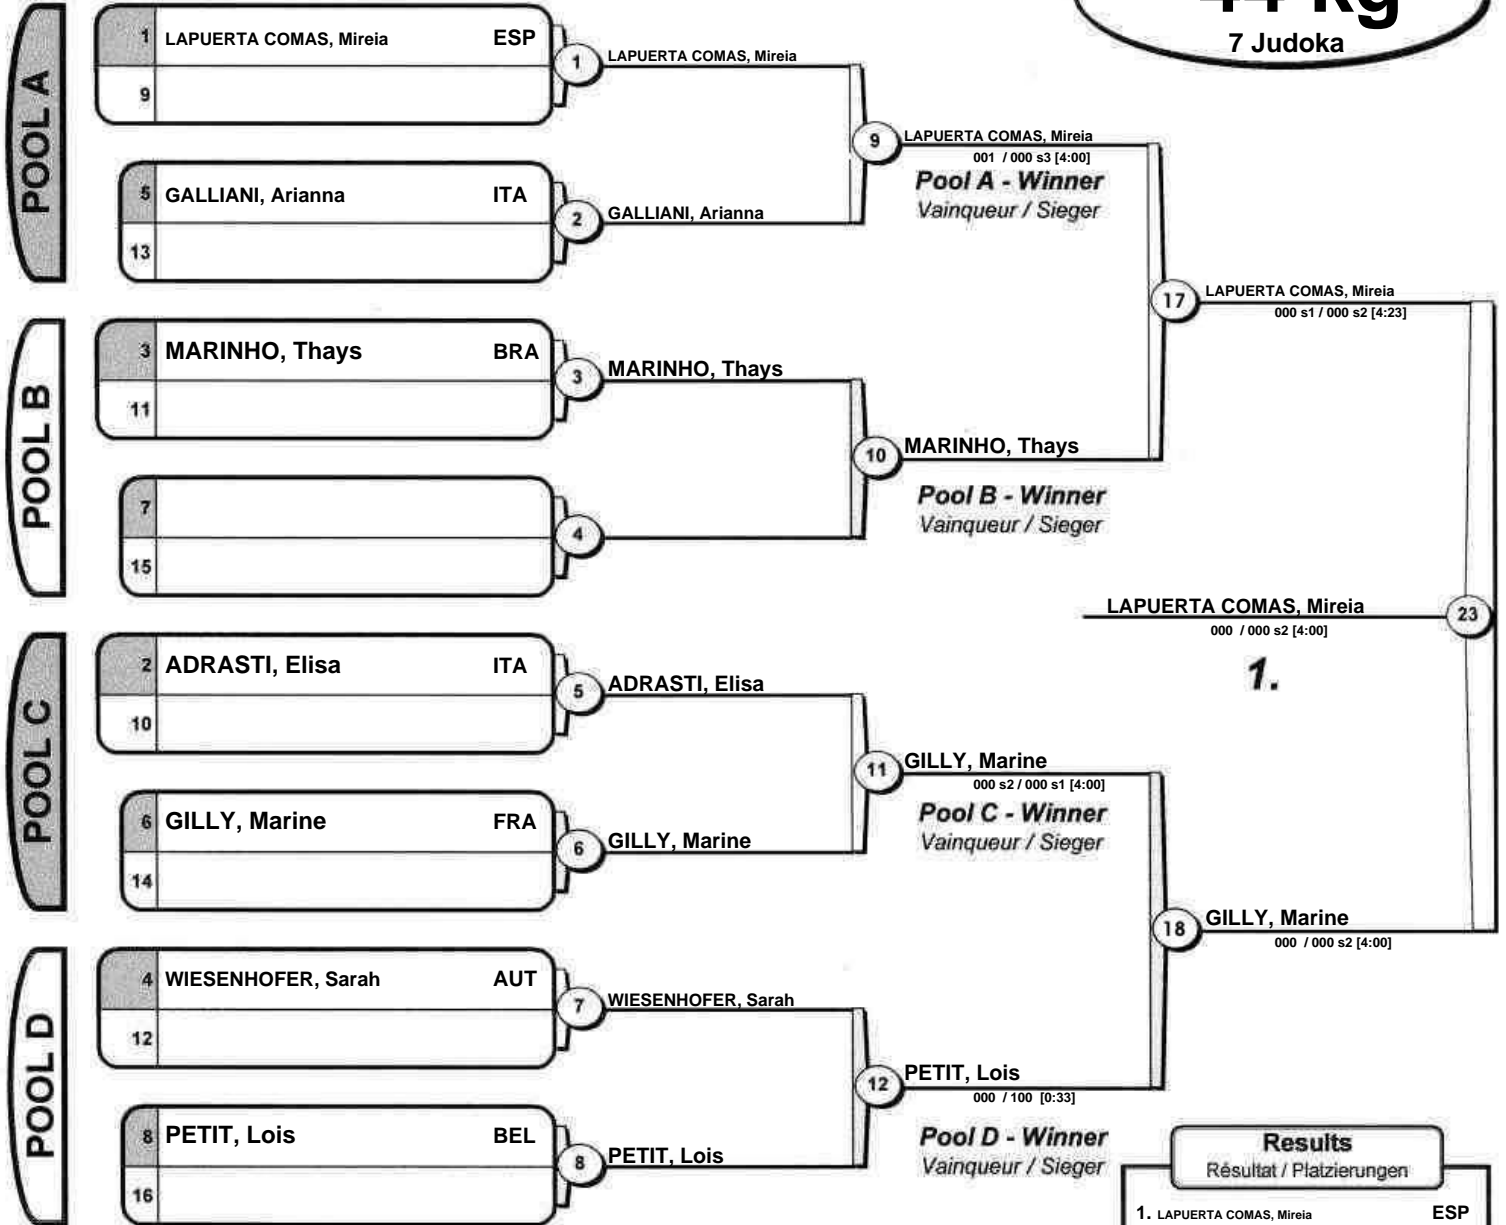 44 kg
7 Judoka
POOL A
1 LAPUERTA COMAS, Mireia ESP
9
1 LAPUERTA COMAS, Mireia
5 GALLIANI, Arianna ITA
13
2 GALLIANI, Arianna
9 LAPUERTA COMAS, Mireia
001 / 000 s3 [4:00]
Pool A - Winner
Vainqueur / Sieger
POOL B
3 MARINHO, Thays BRA
11
3 MARINHO, Thays
7
15
4
10 MARINHO, Thays
Pool B - Winner
Vainqueur / Sieger
17 LAPUERTA COMAS, Mireia
000 s1 / 000 s2 [4:23]
LAPUERTA COMAS, Mireia 23
000 / 000 s2 [4:00]
1.
POOL C
2 ADRASTI, Elisa ITA
10
5 ADRASTI, Elisa
6 GILLY, Marine FRA
14
6 GILLY, Marine
11 GILLY, Marine
000 s2 / 000 s1 [4:00]
Pool C - Winner
Vainqueur / Sieger
18 GILLY, Marine
000 / 000 s2 [4:00]
POOL D
4 WIESENHOFER, Sarah AUT
12
7 WIESENHOFER, Sarah
8 PETIT, Lois BEL
16
8 PETIT, Lois
12 PETIT, Lois
000 / 100 [0:33]
Pool D - Winner
Vainqueur / Sieger
Results
Résultat / Platzierungen
1. LAPUERTA COMAS, Mireia ESP